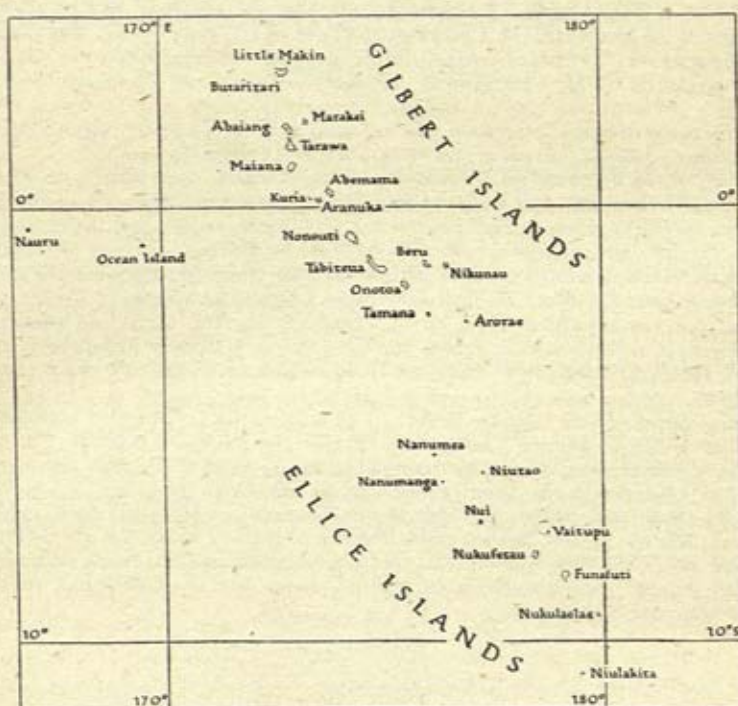 170° E
180°
Little Makin
Butaritari
GILBERT ISLANDS
Marakei
Abaiang
Tarawa
Maiana
Abemama
Kuria
Aranuka
0°
0°
Nauru
Ocean Island
Nonouti
Beru
Tabiteua
Nikunau
Onotoa
Tamana
Arorae
Nanumea
Niutao
Nanumanga
ELLICE ISLANDS
Nui
Vaitupu
Nukufetau
Funafuti
Nukulaelae
10°
10°S
Niulakita
170°
180°